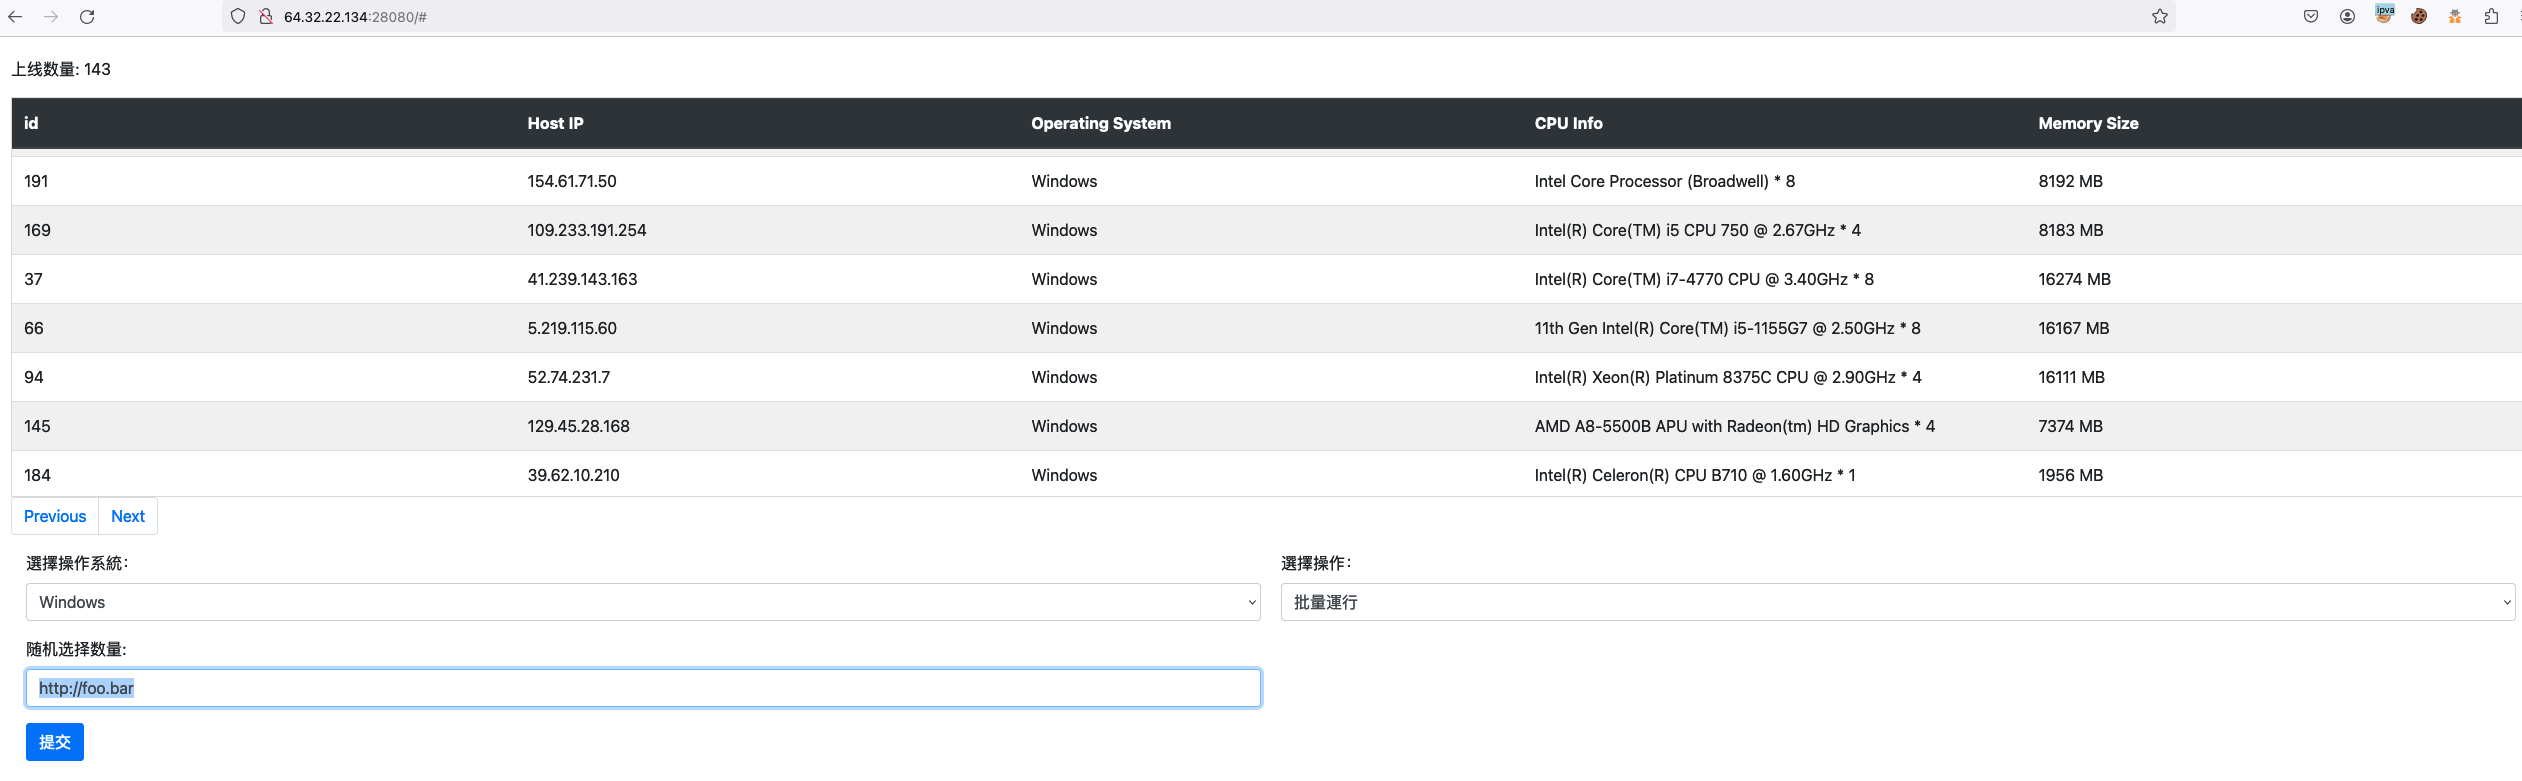 64.32.22.134:28080/#
ipva
上线数量: 143
id Host IP Operating System CPU Info Memory Size
191 154.61.71.50 Windows Intel Core Processor (Broadwell) * 8 8192 MB
169 109.233.191.254 Windows Intel(R) Core(TM) i5 CPU 750 @ 2.67GHz * 4 8183 MB
37 41.239.143.163 Windows Intel(R) Core(TM) i7-4770 CPU @ 3.40GHz * 8 16274 MB
66 5.219.115.60 Windows 11th Gen Intel(R) Core(TM) i5-1155G7 @ 2.50GHz * 8 16167 MB
94 52.74.231.7 Windows Intel(R) Xeon(R) Platinum 8375C CPU @ 2.90GHz * 4 16111 MB
145 129.45.28.168 Windows AMD A8-5500B APU with Radeon(tm) HD Graphics * 4 7374 MB
184 39.62.10.210 Windows Intel(R) Celeron(R) CPU B710 @ 1.60GHz * 1 1956 MB
Previous Next
選擇操作系統: 選擇操作:
Windows 批量運行
随机选择数量:
http://foo.bar
提交